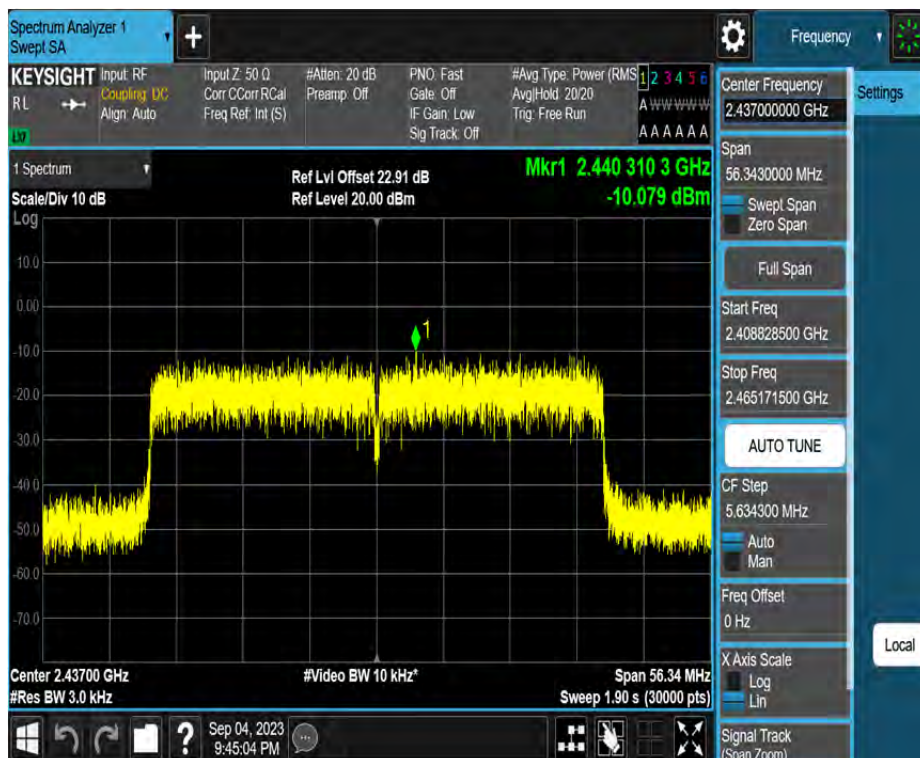 Spectrum Analyzer 1
Swept SA
+
Frequency
KEYSIGHT
RL
LXI
Input: RF
Coupling: DC
Align: Auto
Input Z: 50 Ω
Corr CCorr RCal
Freq Ref: Int (S)
#Atten: 20 dB
Preamp: Off
PNO: Fast
Gate: Off
IF Gain: Low
Sig Track: Off
#Avg Type: Power (RMS
Avg|Hold: 20/20
Trig: Free Run
1 2 3 4 5 6
A W W W W W
A A A A A A
1 Spectrum
Scale/Div 10 dB
Log
Ref Lvl Offset 22.91 dB
Ref Level 20.00 dBm
Mkr1 2.440 310 3 GHz
-10.079 dBm
10.0
0.00
-10.0
-20.0
-30.0
-40.0
-50.0
-60.0
-70.0
1
Center 2.43700 GHz
#Res BW 3.0 kHz
#Video BW 10 kHz*
Span 56.34 MHz
Sweep 1.90 s (30000 pts)
Center Frequency
2.437000000 GHz
Settings
Span
56.3430000 MHz
Swept Span
Zero Span
Full Span
Start Freq
2.408828500 GHz
Stop Freq
2.465171500 GHz
AUTO TUNE
CF Step
5.634300 MHz
Auto
Man
Freq Offset
0 Hz
X Axis Scale
Log
Lin
Signal Track
(Span Zoom)
Local
?
Sep 04, 2023
9:45:04 PM